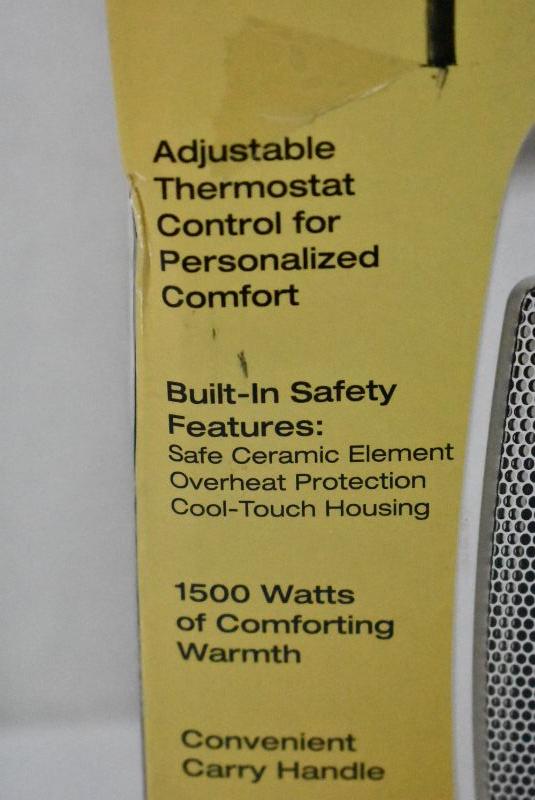 Adjustable
Thermostat
Control for
Personalized
Comfort
Built-In Safety
Features:
Safe Ceramic Element
Overheat Protection
Cool-Touch Housing
1500 Watts
of Comforting
Warmth
Convenient
Carry Handle